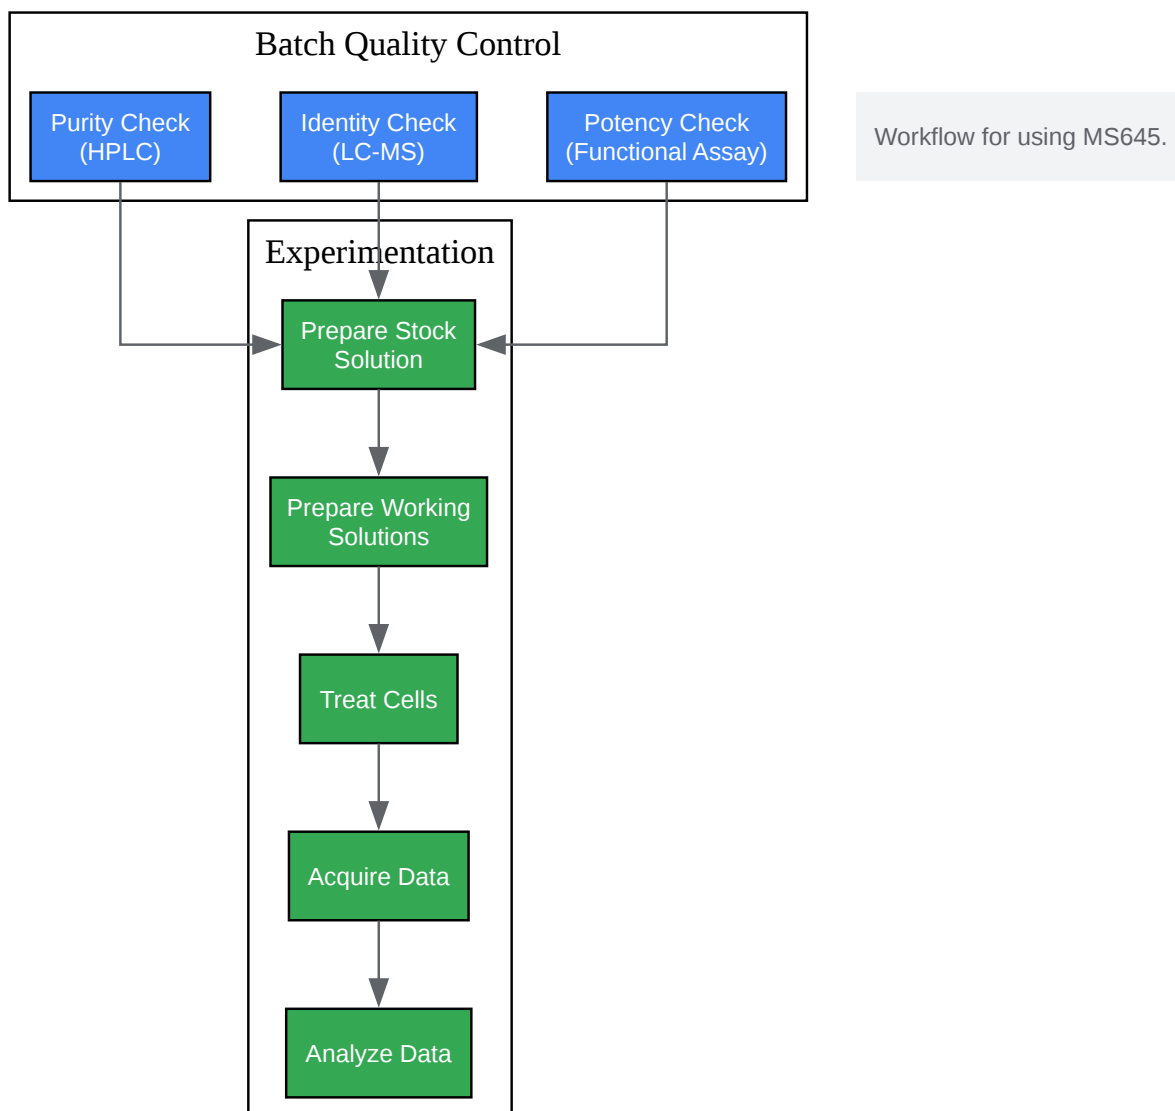 Batch Quality Control
Purity Check
(HPLC)
Identity Check
(LC-MS)
Potency Check
(Functional Assay)
Workflow for using MS645.
Experimentation
Prepare Stock
Solution
Prepare Working
Solutions
Treat Cells
Acquire Data
Analyze Data